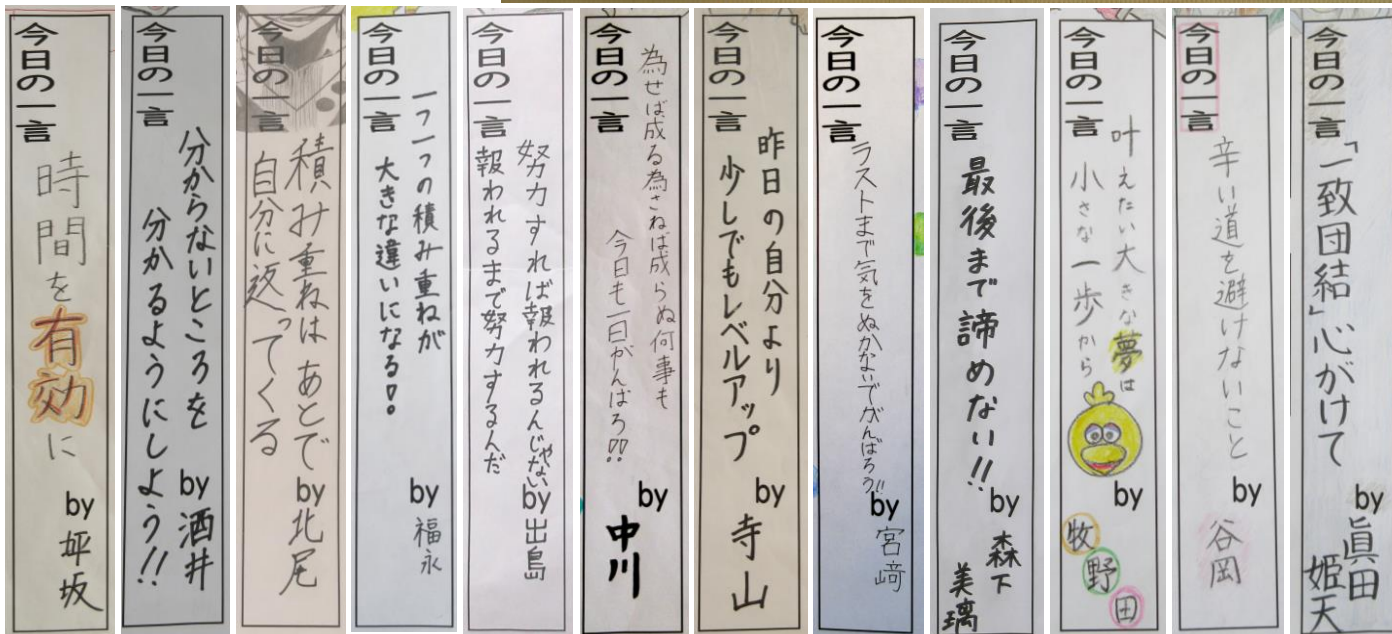 今日の一言
時間を有効に
by
坪坂
今日の一言
分からないところを
分かるようにしよう!!
by
酒井
今日の一言
積み重ねはあとで
自分に返ってくる
by
北尾
今日の一言
一つ一つの積み重ねが
大きな違いになる!!
by
福永
今日の一言
努力すれば報われるんじゃない
報われるまで努力するんだ
by
出島
今日の一言
為せば成る為さねば成らぬ何事も
今日も一日がんばろ!!
by
中川
今日の一言
昨日の自分より
少しでもレベルアップ
by
寺山
今日の一言
ラストまで気をぬかないでがんばろう!!
by
宮﨑
今日の一言
最後まで諦めない!!
by
森下
美璃
今日の一言
叶えたい大きな夢は
小さな一歩から
by
牧野田
今日の一言
辛い道を避けないこと
by
谷岡
今日の一言
「一致団結」心がけて
by
眞田
姫天